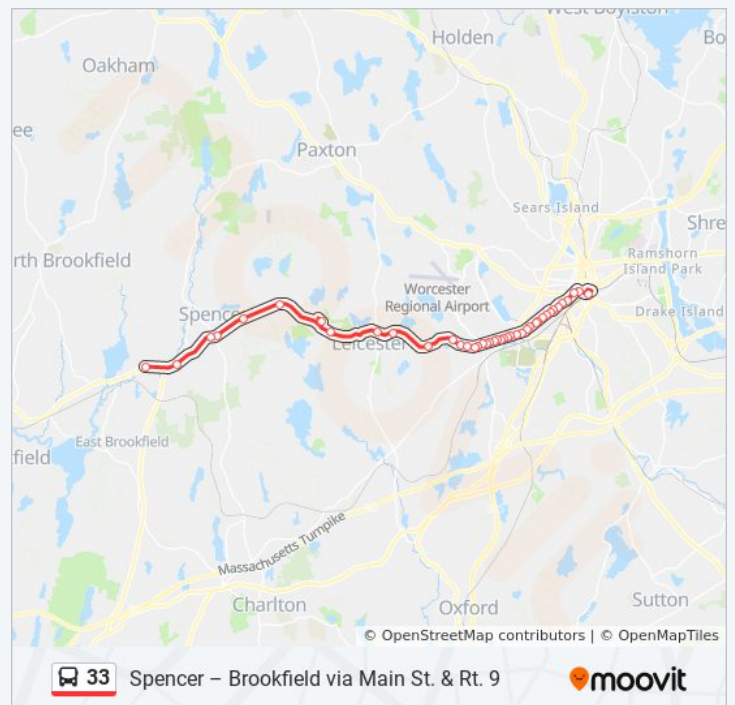 West Boylston
Holden
Bo
Oakham
ee
Paxton
Sears Island
Shre
rth Brookfield
Ramshorn
Island Park
Worcester
Regional Airport
Spence
Drake Island
Leicester
East Brookfield
field
Massachusetts Turnpike
Charlton
Oxford
Sutton
© OpenStreetMap contributors | © OpenMapTiles
33 Spencer – Brookfield via Main St. & Rt. 9 moovit